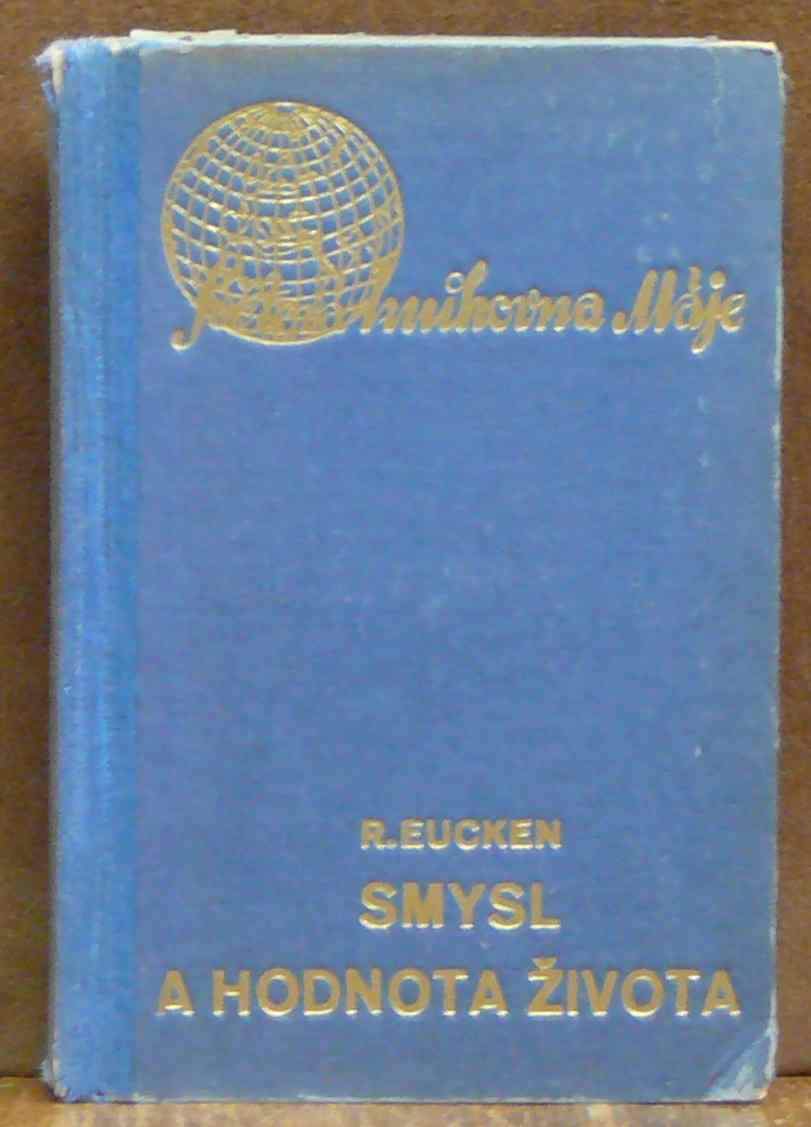 Světová knihovna Máje
R. EUCKEN
SMYSL
A HODNOTA ŽIVOTA